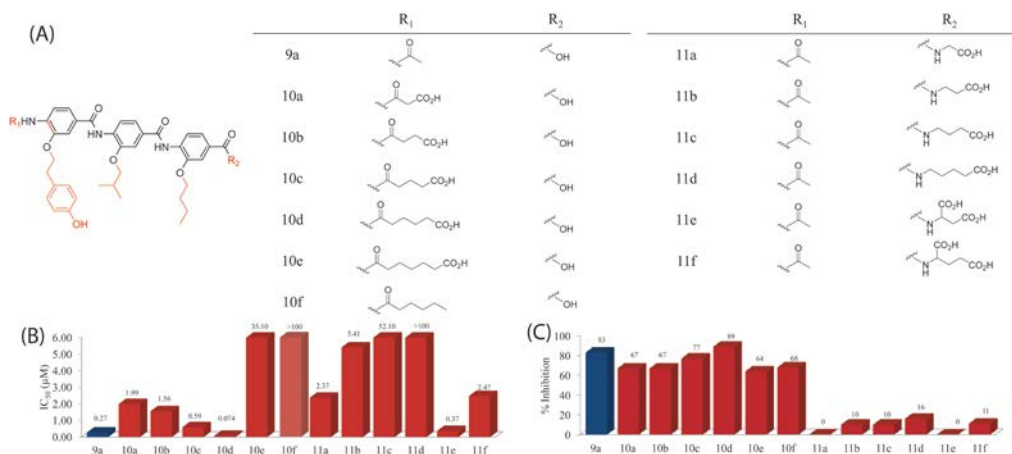 (A)
R₁HN
O
O
NH
O
O
NH
O
O
R₂
OH
R₁ R₂ R₁ R₂
9a O OH 11a O N H CO₂H
10a O CO₂H OH 11b O N H CO₂H
10b O CO₂H OH 11c O N H CO₂H
10c O CO₂H OH 11d O N H CO₂H
10d O CO₂H OH 11e O CO₂H N H CO₂H
10e O CO₂H OH 11f O CO₂H N H CO₂H
10f O OH
(B)
IC₅₀ (µM)
6.00
5.00
4.00
3.00
2.00
1.00
0.00
0.27 1.99 1.56 0.59 0.074 35.10 >100 2.37 5.41 52.10 >100 0.37 2.47
9a 10a 10b 10c 10d 10e 10f 11a 11b 11c 11d 11e 11f
(C)
% Inhibition
100
80
60
40
20
0
83 67 67 77 89 64 68 0 10 10 16 0 11
9a 10a 10b 10c 10d 10e 10f 11a 11b 11c 11d 11e 11f